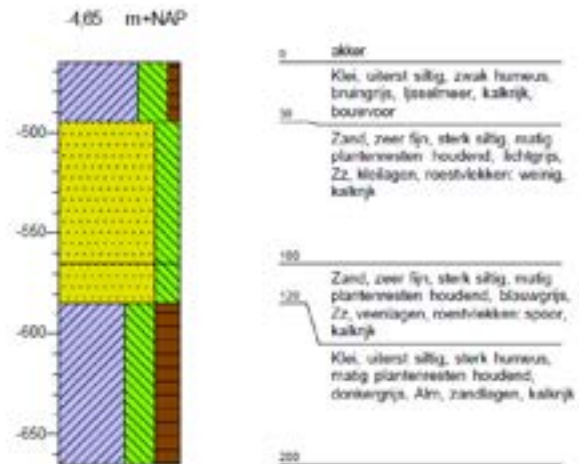 -4,65 m+NAP
0 akker
Klei, uiterst siltig, zwak humeus,
bruingrijs, Ijsselmeer, kalkrijk,
bouwvoor
30
-500
Zand, zeer fijn, sterk siltig, matig
plantenresten houdend, lichtgrijs,
Zz, kleilagen, roestvlekken: weinig,
kalkrijk
-550
100
Zand, zeer fijn, sterk siltig, matig
plantenresten houdend, blauwgrijs,
Zz, veenlagen, roestvlekken: spoor,
kalkrijk
120
-600
Klei, uiterst siltig, sterk humeus,
matig plantenresten houdend,
donkergrijs, Alm, zandlagen, kalkrijk
-650
200